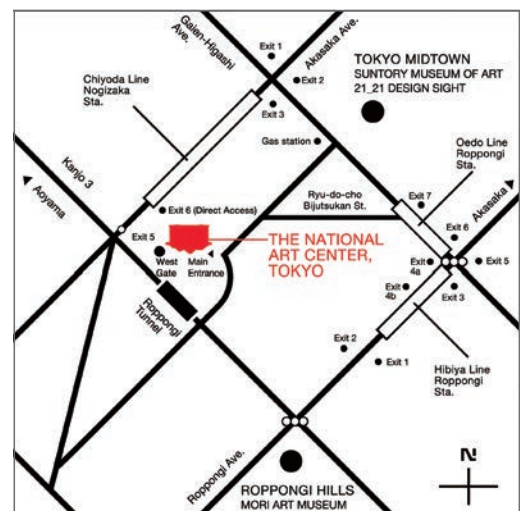 Gaien-Higashi
Ave.
Exit 1
Akasaka Ave.
Exit 2
TOKYO MIDTOWN
SUNTORY MUSEUM OF ART
21_21 DESIGN SIGHT
Chiyoda Line
Nogizaka
Sta.
Exit 3
Gas station
Oedo Line
Roppongi
Sta.
Kanjo 3
Aoyama
Ryu-do-cho
Bijutsukan St.
Exit 7
Akasaka
Exit 6 (Direct Access)
Exit 5
West
Gate
Main
Entrance
THE NATIONAL
ART CENTER,
TOKYO
Exit 6
Exit
4a
Exit 5
Exit
4b
Exit 3
Roppongi
Tunnel
Exit 2
Exit 1
Hibiya Line
Roppongi
Sta.
Roppongi Ave.
ROPPONGI HILLS
MORI ART MUSEUM
N